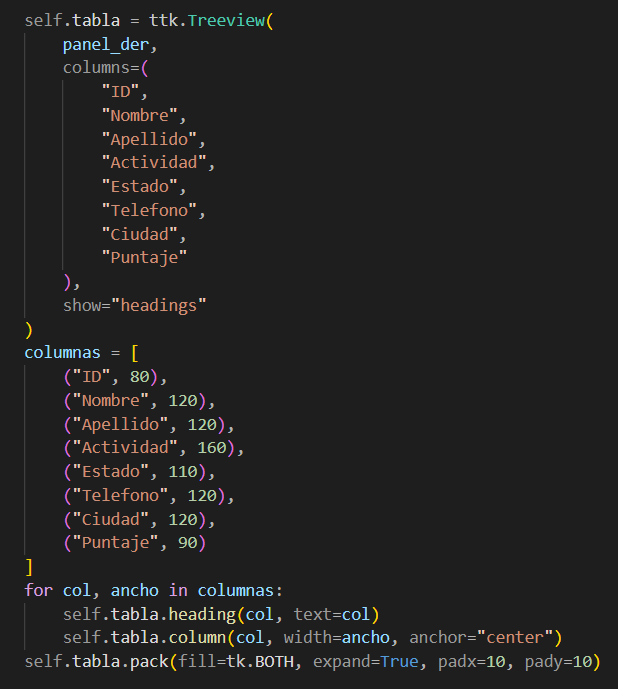 self.tabla = ttk.Treeview(
    panel_der,
    columns=(
        "ID",
        "Nombre",
        "Apellido",
        "Actividad",
        "Estado",
        "Telefono",
        "Ciudad",
        "Puntaje"
    ),
    show="headings"
)
columnas = [
    ("ID", 80),
    ("Nombre", 120),
    ("Apellido", 120),
    ("Actividad", 160),
    ("Estado", 110),
    ("Telefono", 120),
    ("Ciudad", 120),
    ("Puntaje", 90)
]
for col, ancho in columnas:
    self.tabla.heading(col, text=col)
    self.tabla.column(col, width=ancho, anchor="center")
self.tabla.pack(fill=tk.BOTH, expand=True, padx=10, pady=10)